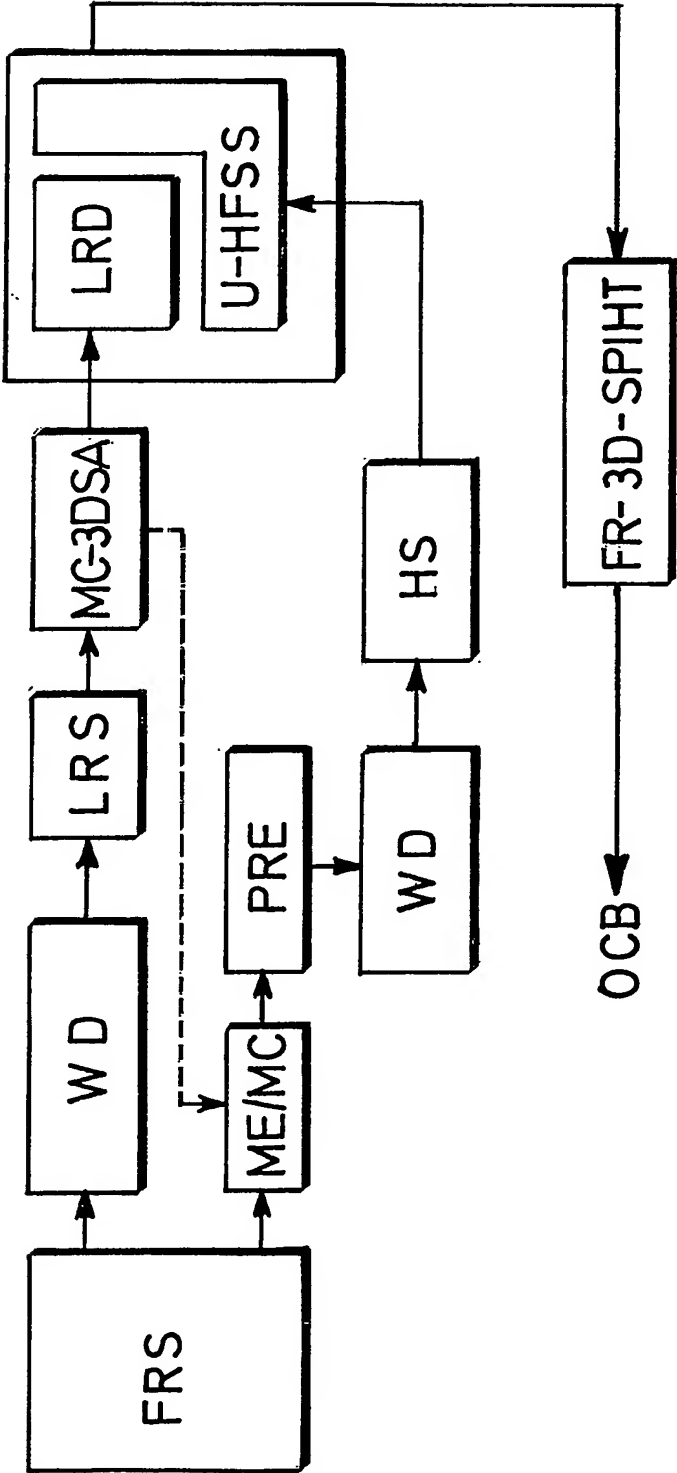 FRS
WD
LRS
MC-3DSA
LRD
U-HFSS
ME/MC
PRE
WD
HS
FR-3D-SPIHT
OCB